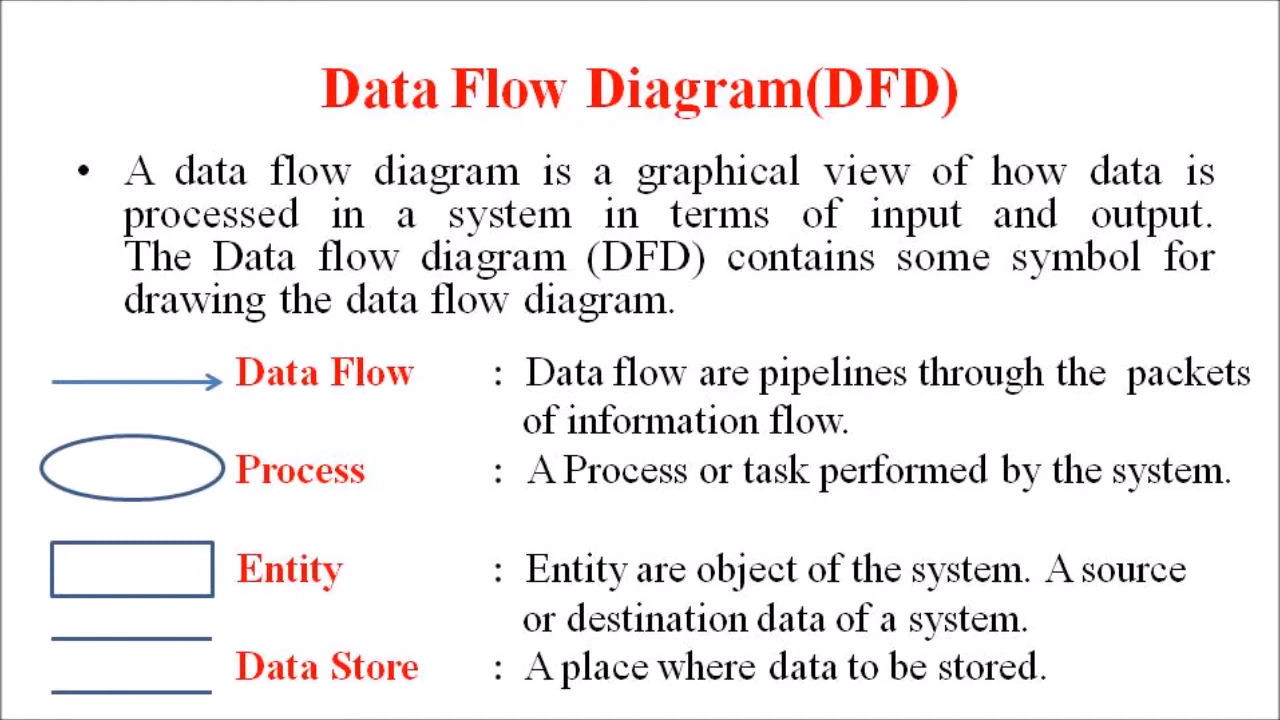 Data Flow Diagram(DFD)
• A data flow diagram is a graphical view of how data is
processed in a system in terms of input and output.
The Data flow diagram (DFD) contains some symbol for
drawing the data flow diagram.
Data Flow : Data flow are pipelines through the packets
of information flow.
Process : A Process or task performed by the system.
Entity : Entity are object of the system. A source
or destination data of a system.
Data Store : A place where data to be stored.